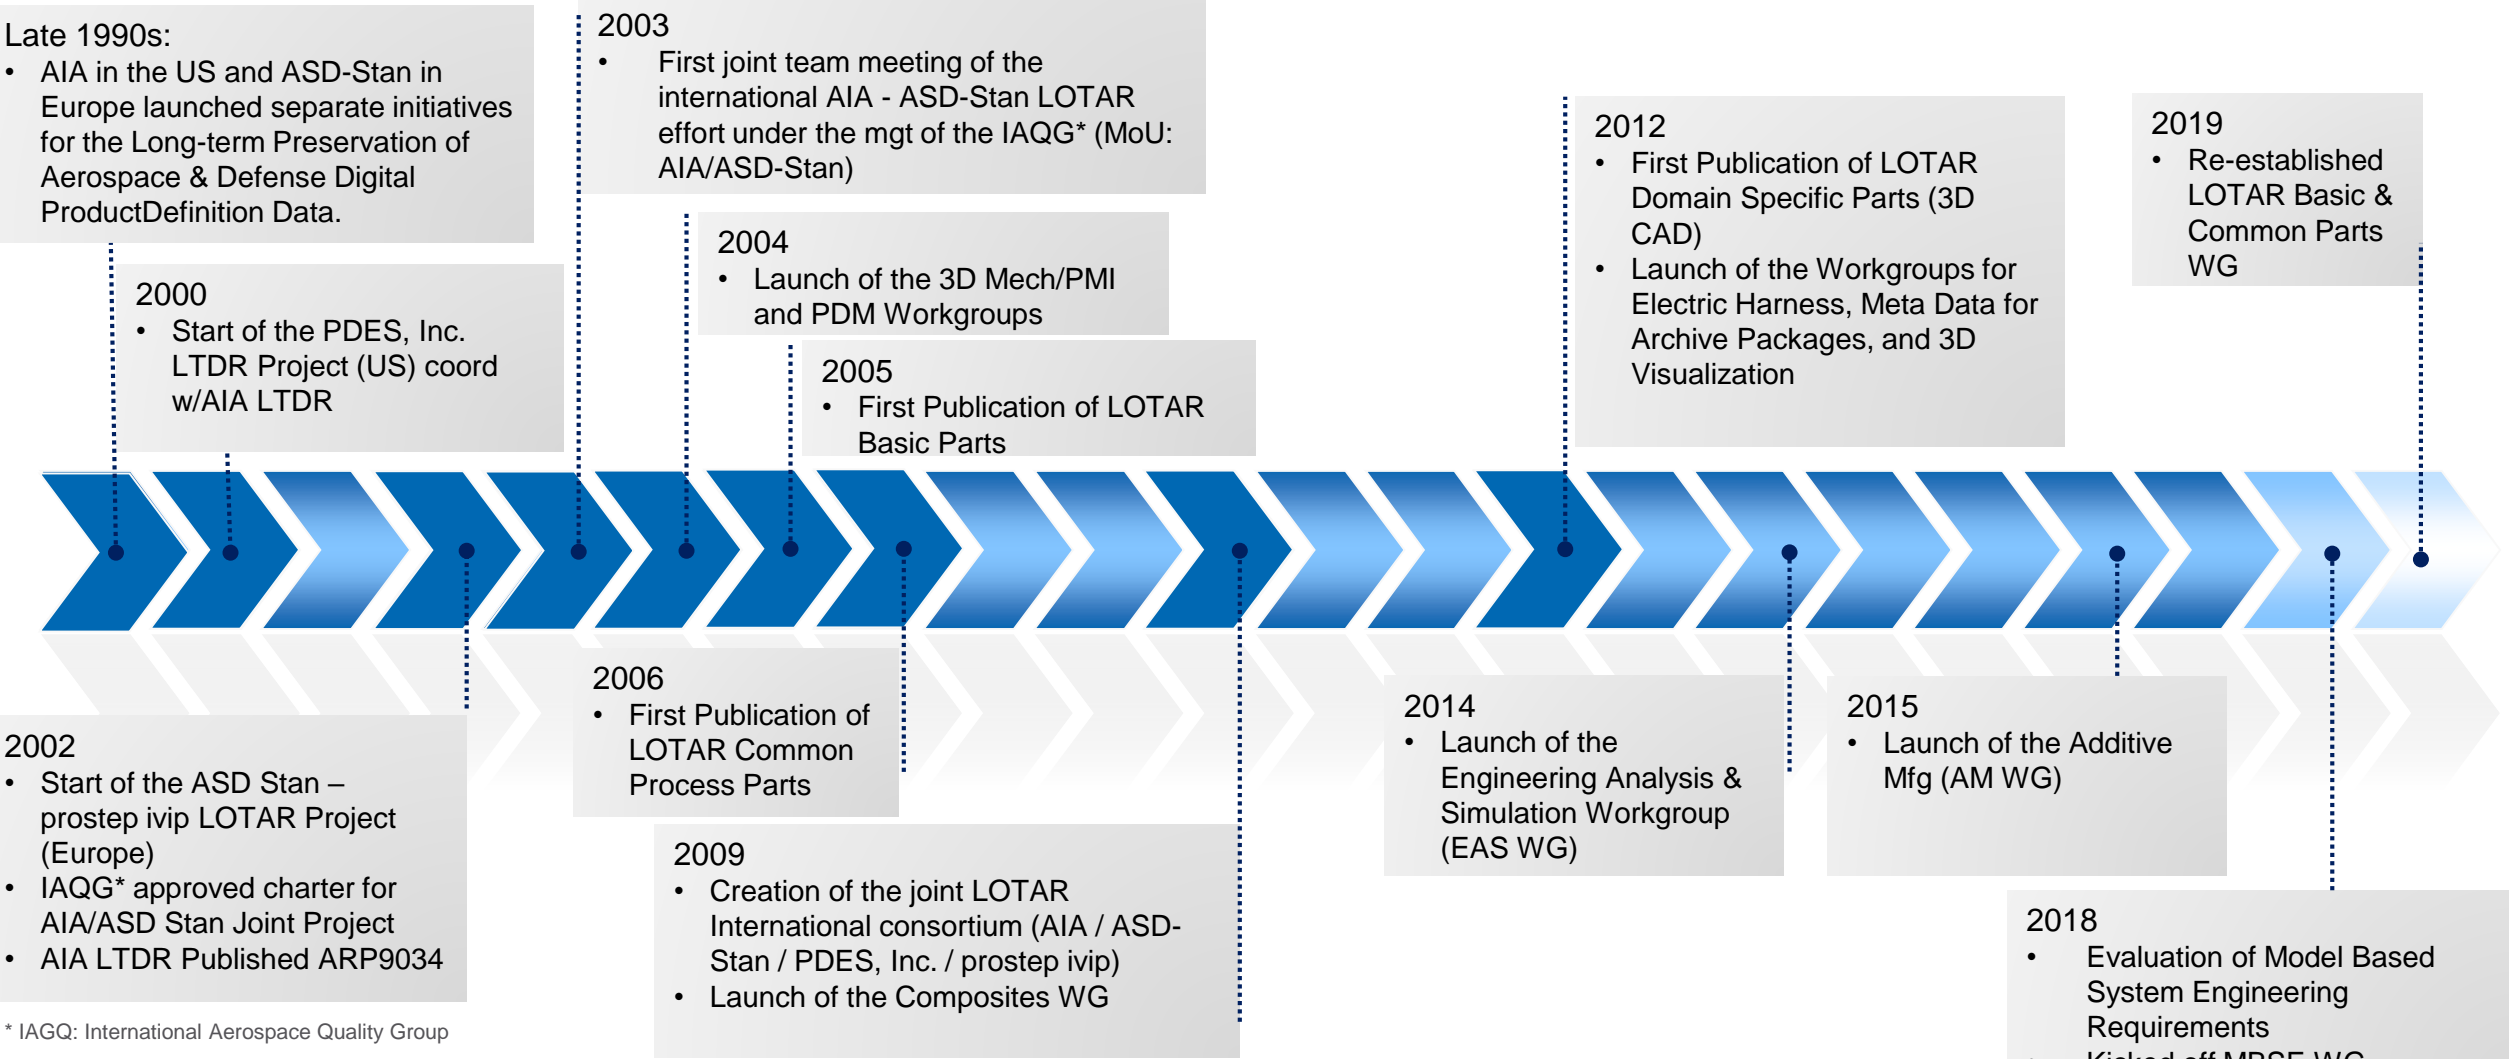 Late 1990s:
• AIA in the US and ASD-Stan in
Europe launched separate initiatives
for the Long-term Preservation of
Aerospace & Defense Digital
ProductDefinition Data.
2000
• Start of the PDES, Inc.
LTDR Project (US) coord
w/AIA LTDR
2002
• Start of the ASD Stan –
prostep ivip LOTAR Project
(Europe)
• IAQG* approved charter for
AIA/ASD Stan Joint Project
• AIA LTDR Published ARP9034
2003
• First joint team meeting of the
international AIA - ASD-Stan LOTAR
effort under the mgt of the IAQG* (MoU:
AIA/ASD-Stan)
2004
• Launch of the 3D Mech/PMI
and PDM Workgroups
2005
• First Publication of LOTAR
Basic Parts
2006
• First Publication of
LOTAR Common
Process Parts
2009
• Creation of the joint LOTAR
International consortium (AIA / ASD-
Stan / PDES, Inc. / prostep ivip)
• Launch of the Composites WG
2012
• First Publication of LOTAR
Domain Specific Parts (3D
CAD)
• Launch of the Workgroups for
Electric Harness, Meta Data for
Archive Packages, and 3D
Visualization
2014
• Launch of the
Engineering Analysis &
Simulation Workgroup
(EAS WG)
2015
• Launch of the Additive
Mfg (AM WG)
2018
• Evaluation of Model Based
System Engineering
Requirements
• Kicked off MBSE WG
2019
• Re-established
LOTAR Basic &
Common Parts
WG
* IAGQ: International Aerospace Quality Group